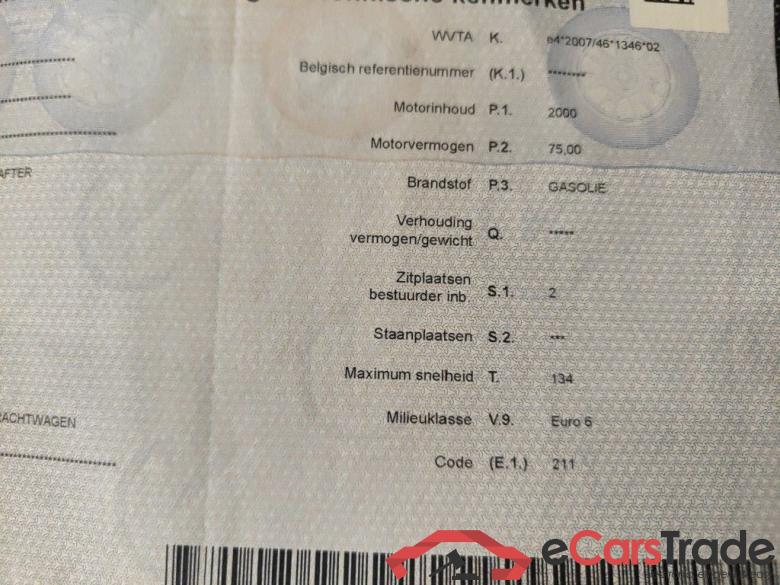 kenmerken
WVTA K. e4*2007/46*1346*02
Belgisch referentienummer (K.1.) ********
Motorinhoud P.1. 2000
Motorvermogen P.2. 75,00
AFTER
Brandstof P.3. GASOLIE
Verhouding
vermogen/gewicht Q. *****
Zitplaatsen
bestuurder inb. S.1. 2
Staanplaatsen S.2. ***
Maximum snelheid T. 134
RACHTWAGEN
Milieuklasse V.9. Euro 6
Code (E.1.) 211
eCarsTrade